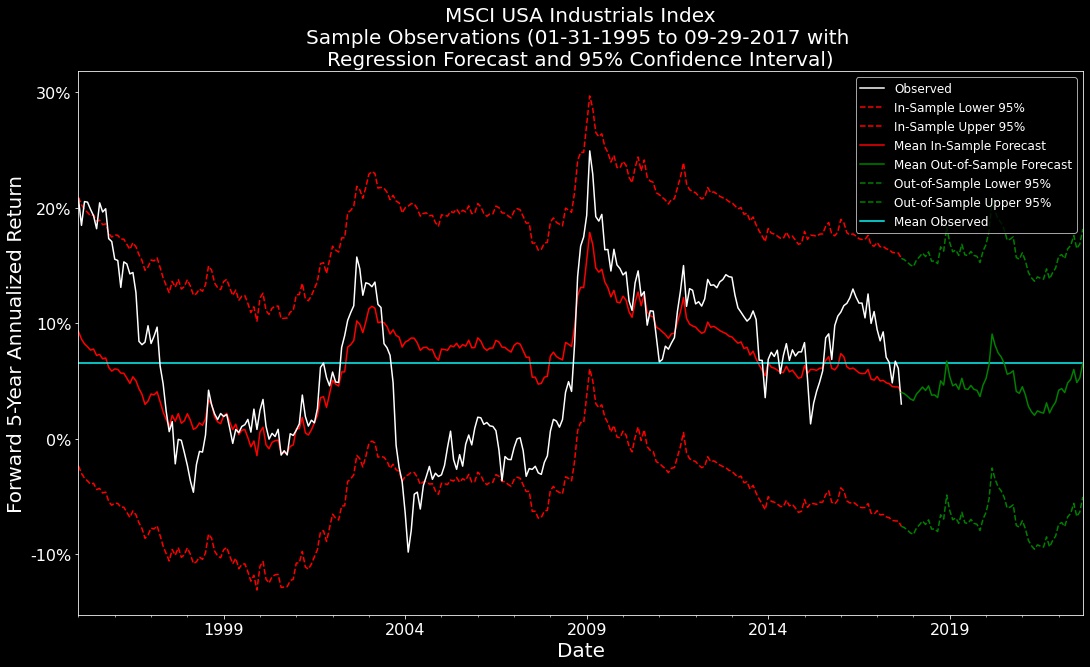 MSCI USA Industrials Index
Sample Observations (01-31-1995 to 09-29-2017 with
Regression Forecast and 95% Confidence Interval)
Observed
In-Sample Lower 95%
In-Sample Upper 95%
Mean In-Sample Forecast
Mean Out-of-Sample Forecast
Out-of-Sample Lower 95%
Out-of-Sample Upper 95%
Mean Observed
Forward 5-Year Annualized Return
30%
20%
10%
0%
-10%
1999
2004
2009
2014
2019
Date